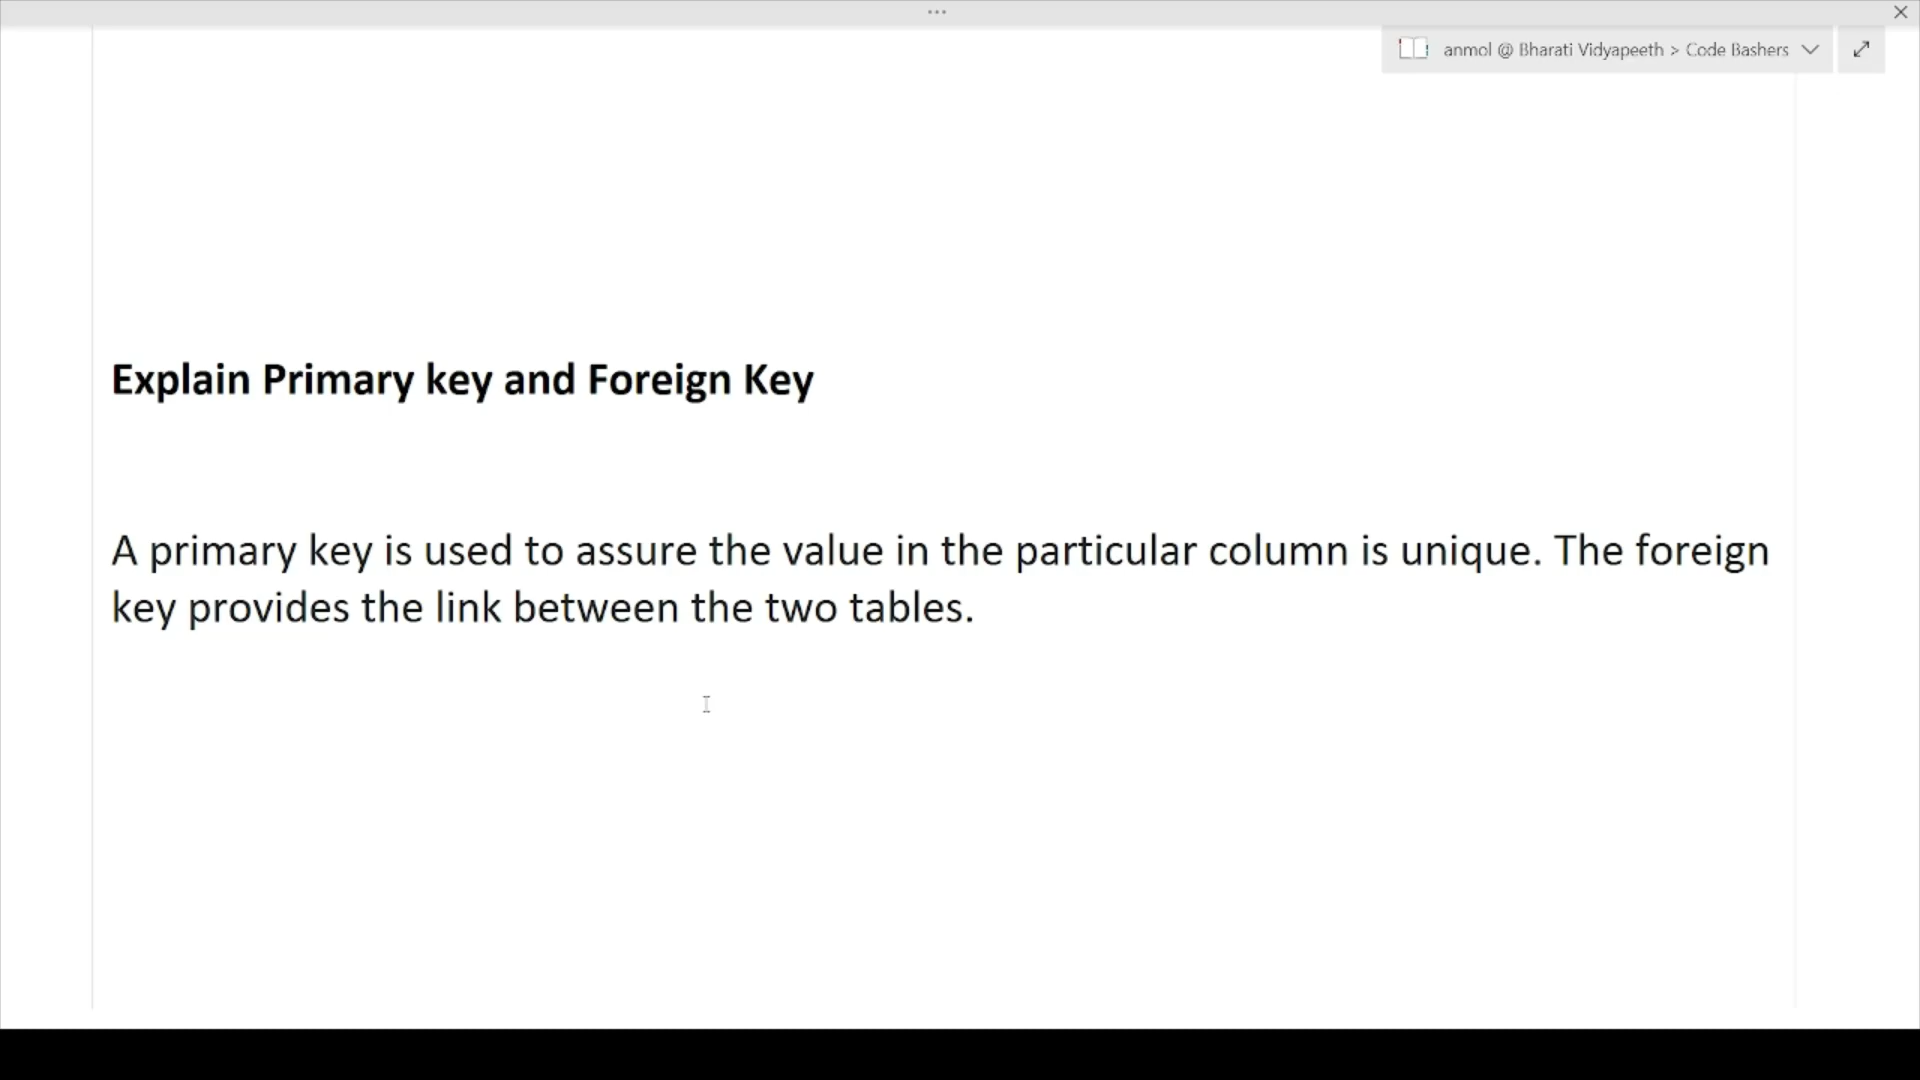 anmol @ Bharati Vidyapeeth > Code Bashers
Explain Primary key and Foreign Key
A primary key is used to assure the value in the particular column is unique. The foreign
key provides the link between the two tables.